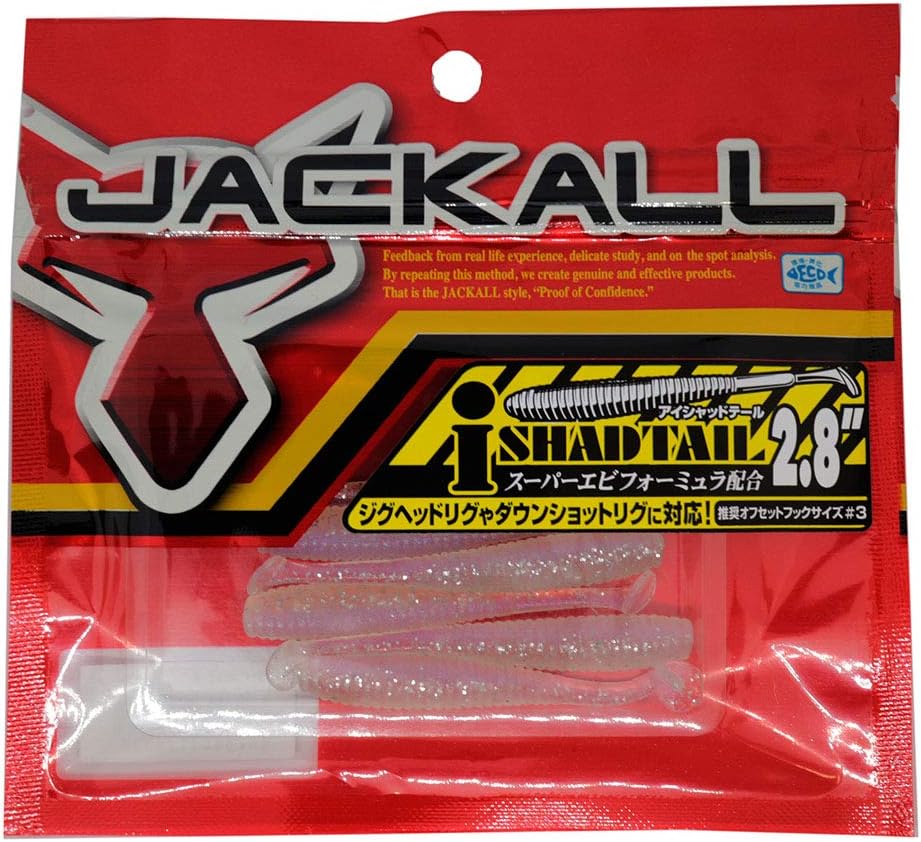 JACKALL
Feedback from real life experience, delicate study, and on the spot analysis.
By repeating this method, we create genuine and effective products.
That is the JACKALL style, “Proof of Confidence.”
ECO
アイシャッドテール
i SHAD TAIL 2.8"
スーパーエビフォーミュラ配合
ジグヘッドリグやダウンショットリグに対応!
推奨オフセットフックサイズ#3